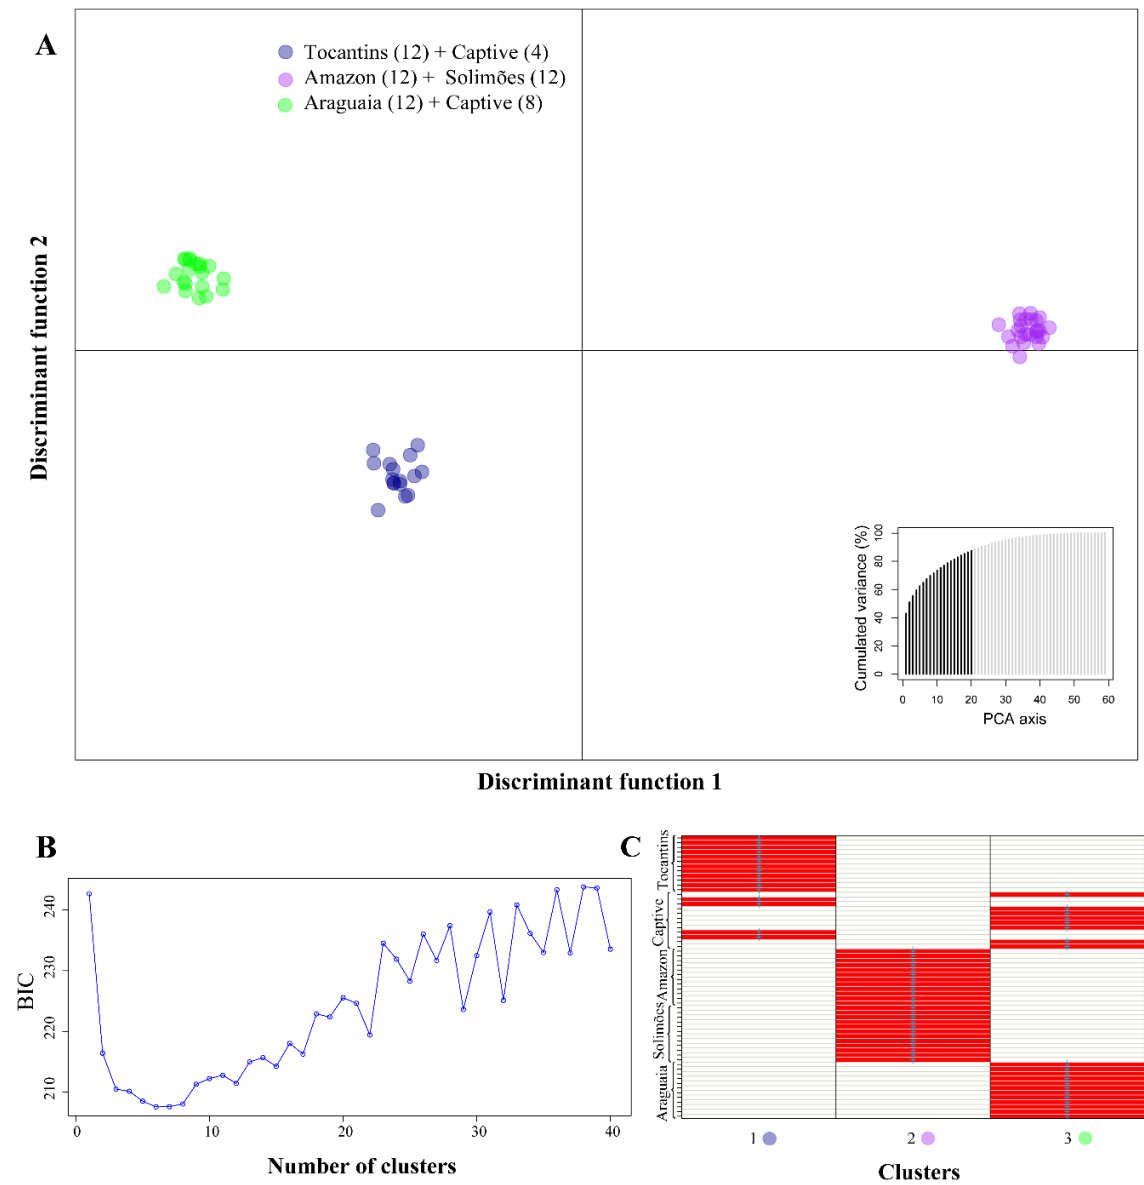 A
Tocantins (12) + Captive (4)
Amazon (12) + Solimões (12)
Araguaia (12) + Captive (8)
Discriminant function 2
Discriminant function 1
Cumulated variance (%)
0 20 40 60 80 100
0 10 20 30 40 50 60
PCA axis
B
BIC
210 220 230 240
0 10 20 30 40
Number of clusters
C
Tocantins
Captive
Amazon
Solimões
Araguaia
1 2 3
Clusters